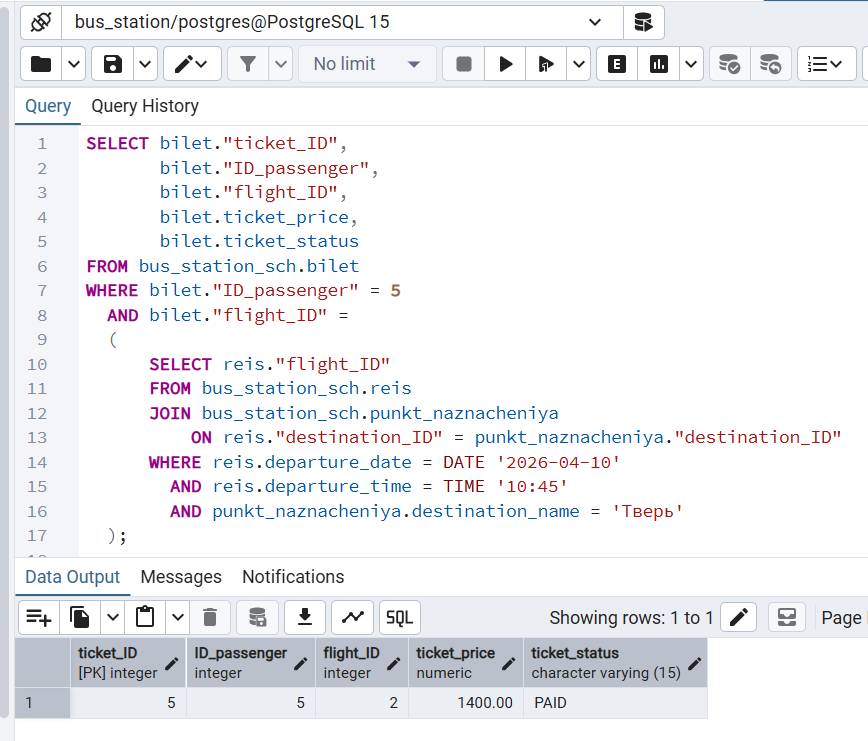 bus_station/postgres@PostgreSQL 15
No limit
E
Query Query History
1 SELECT bilet."ticket_ID",
2 bilet."ID_passenger",
3 bilet."flight_ID",
4 bilet.ticket_price,
5 bilet.ticket_status
6 FROM bus_station_sch.bilet
7 WHERE bilet."ID_passenger" = 5
8 AND bilet."flight_ID" =
9 (
10 SELECT reis."flight_ID"
11 FROM bus_station_sch.reis
12 JOIN bus_station_sch.punkt_naznacheniya
13 ON reis."destination_ID" = punkt_naznacheniya."destination_ID"
14 WHERE reis.departure_date = DATE '2026-04-10'
15 AND reis.departure_time = TIME '10:45'
16 AND punkt_naznacheniya.destination_name = 'Тверь'
17 );
Data Output Messages Notifications
SQL Showing rows: 1 to 1 Page
ticket_ID ID_passenger flight_ID ticket_price ticket_status
[PK] integer integer integer numeric character varying (15)
1 5 5 2 1400.00 PAID